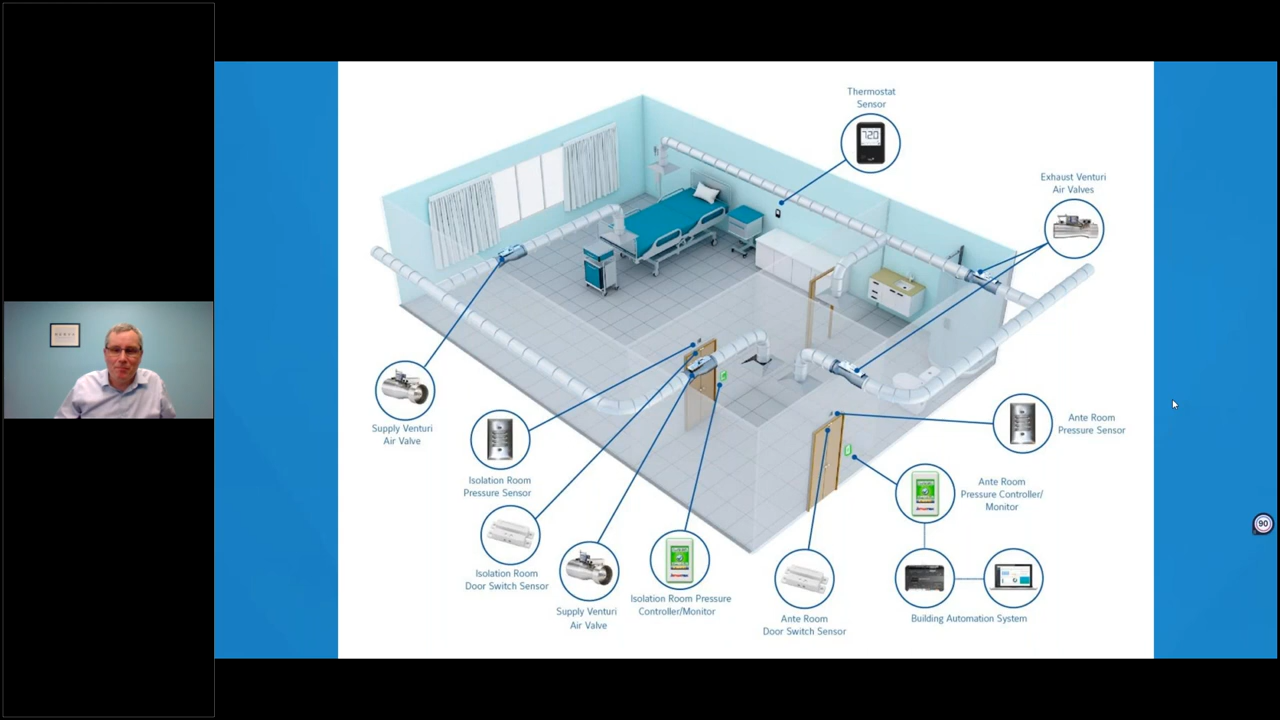 Thermostat
Sensor
720
Exhaust Venturi
Air Valves
Supply Venturi
Air Valve
Isolation Room
Pressure Sensor
Ante Room
Pressure Sensor
Ante Room
Pressure Controller/
Monitor
Isolation Room
Door Switch Sensor
Supply Venturi
Air Valve
Isolation Room Pressure
Controller/Monitor
Ante Room
Door Switch Sensor
Building Automation System
90